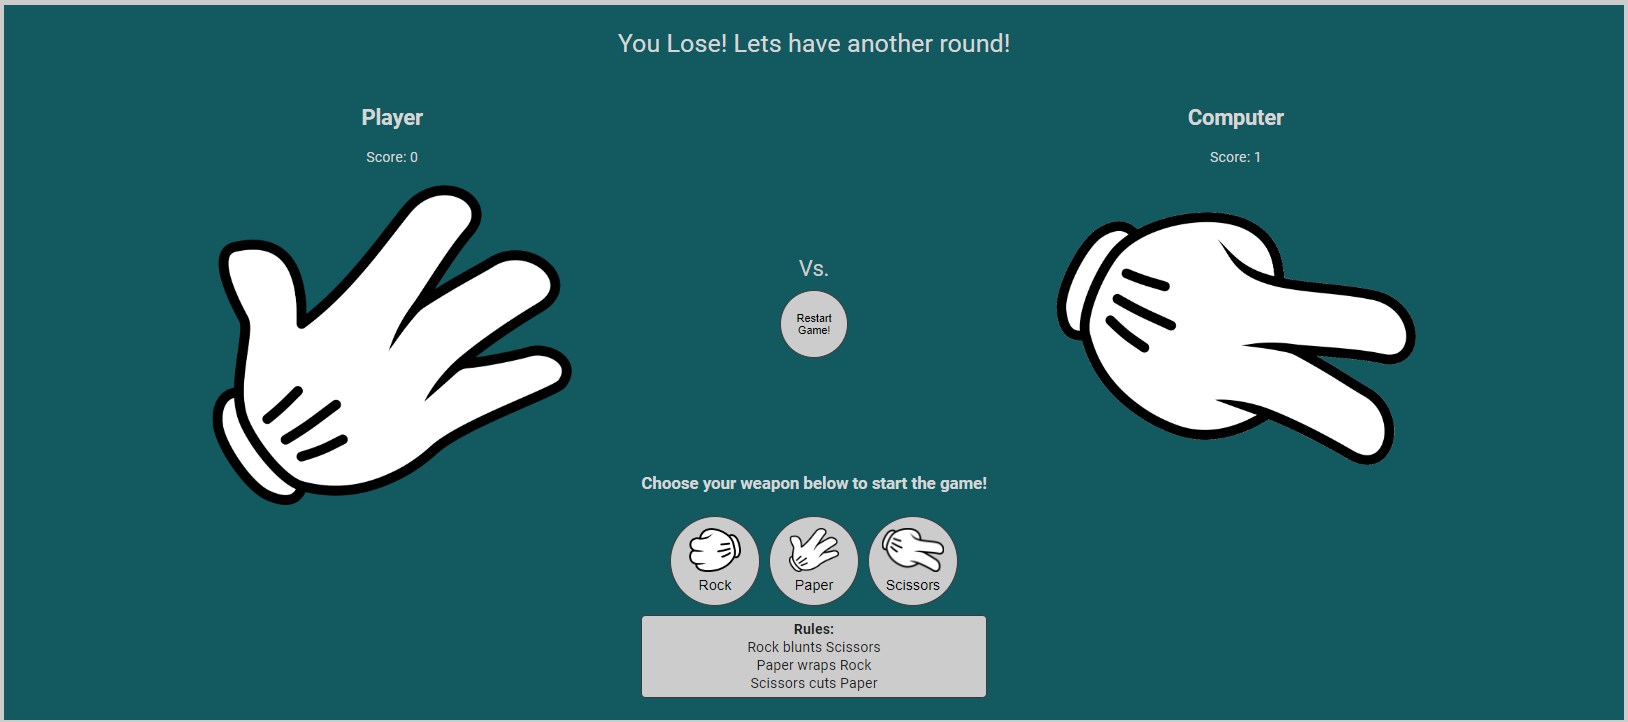 You Lose! Lets have another round!
Player
Computer
Score: 0
Score: 1
Vs.
Restart
Game!
Choose your weapon below to start the game!
Rock
Paper
Scissors
Rules:
Rock blunts Scissors
Paper wraps Rock
Scissors cuts Paper